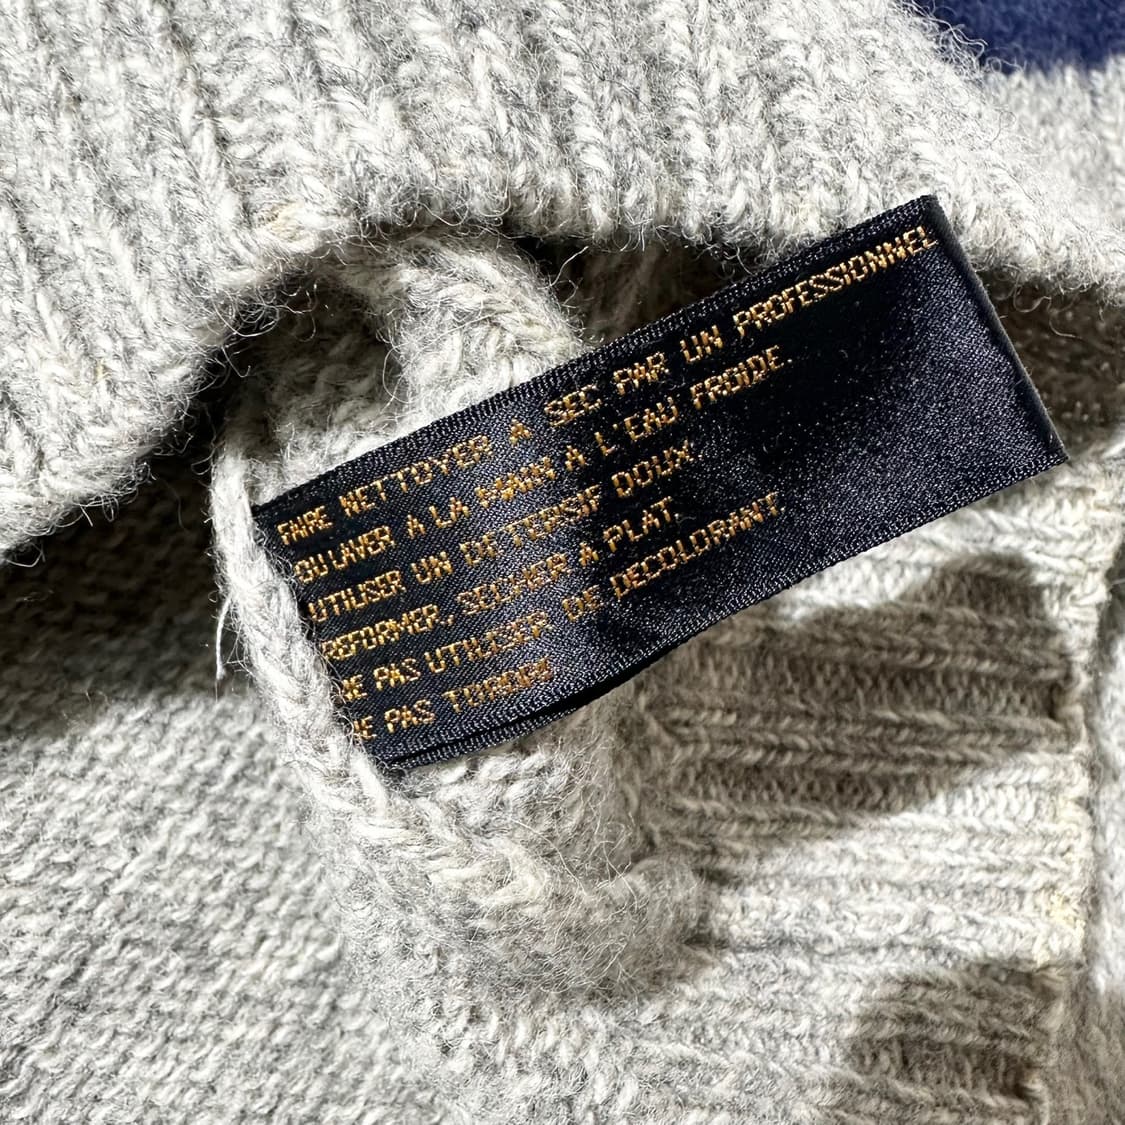 FAIRE NETTOYER A SEC PAR UN PROFESSIONNEL
OU LAVER A LA MAIN A L'EAU FROIDE.
UTILISER UN DETERSIF DOUX
REFORMER, SECHER A PLAT
NE PAS UTILISER DE DECOLORANT
NE PAS TORDRE